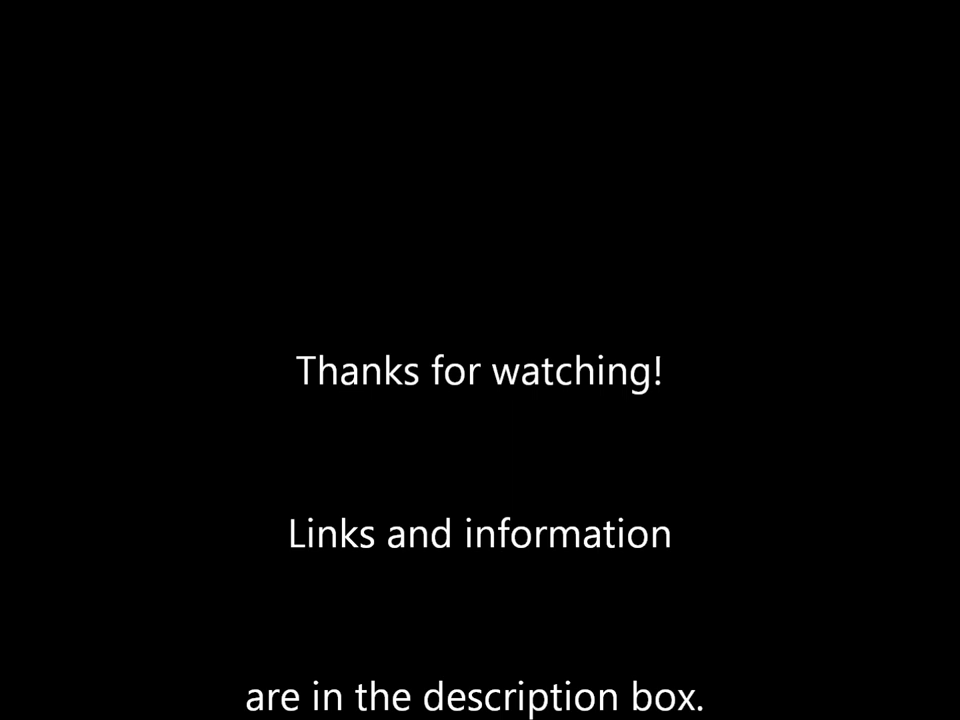 Thanks for watching!
Links and information
are in the description box.